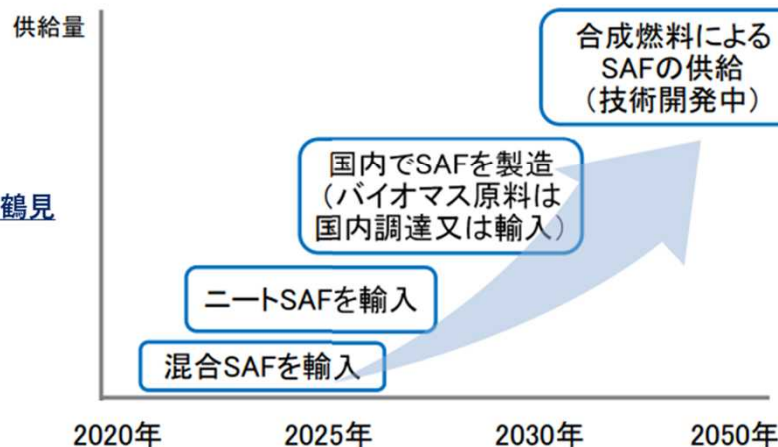 供給量
合成燃料による
SAFの供給
（技術開発中）
国内でSAFを製造
（バイオマス原料は
国内調達又は輸入）
鶴見
ニートSAFを輸入
混合SAFを輸入
2020年 2025年 2030年 2050年